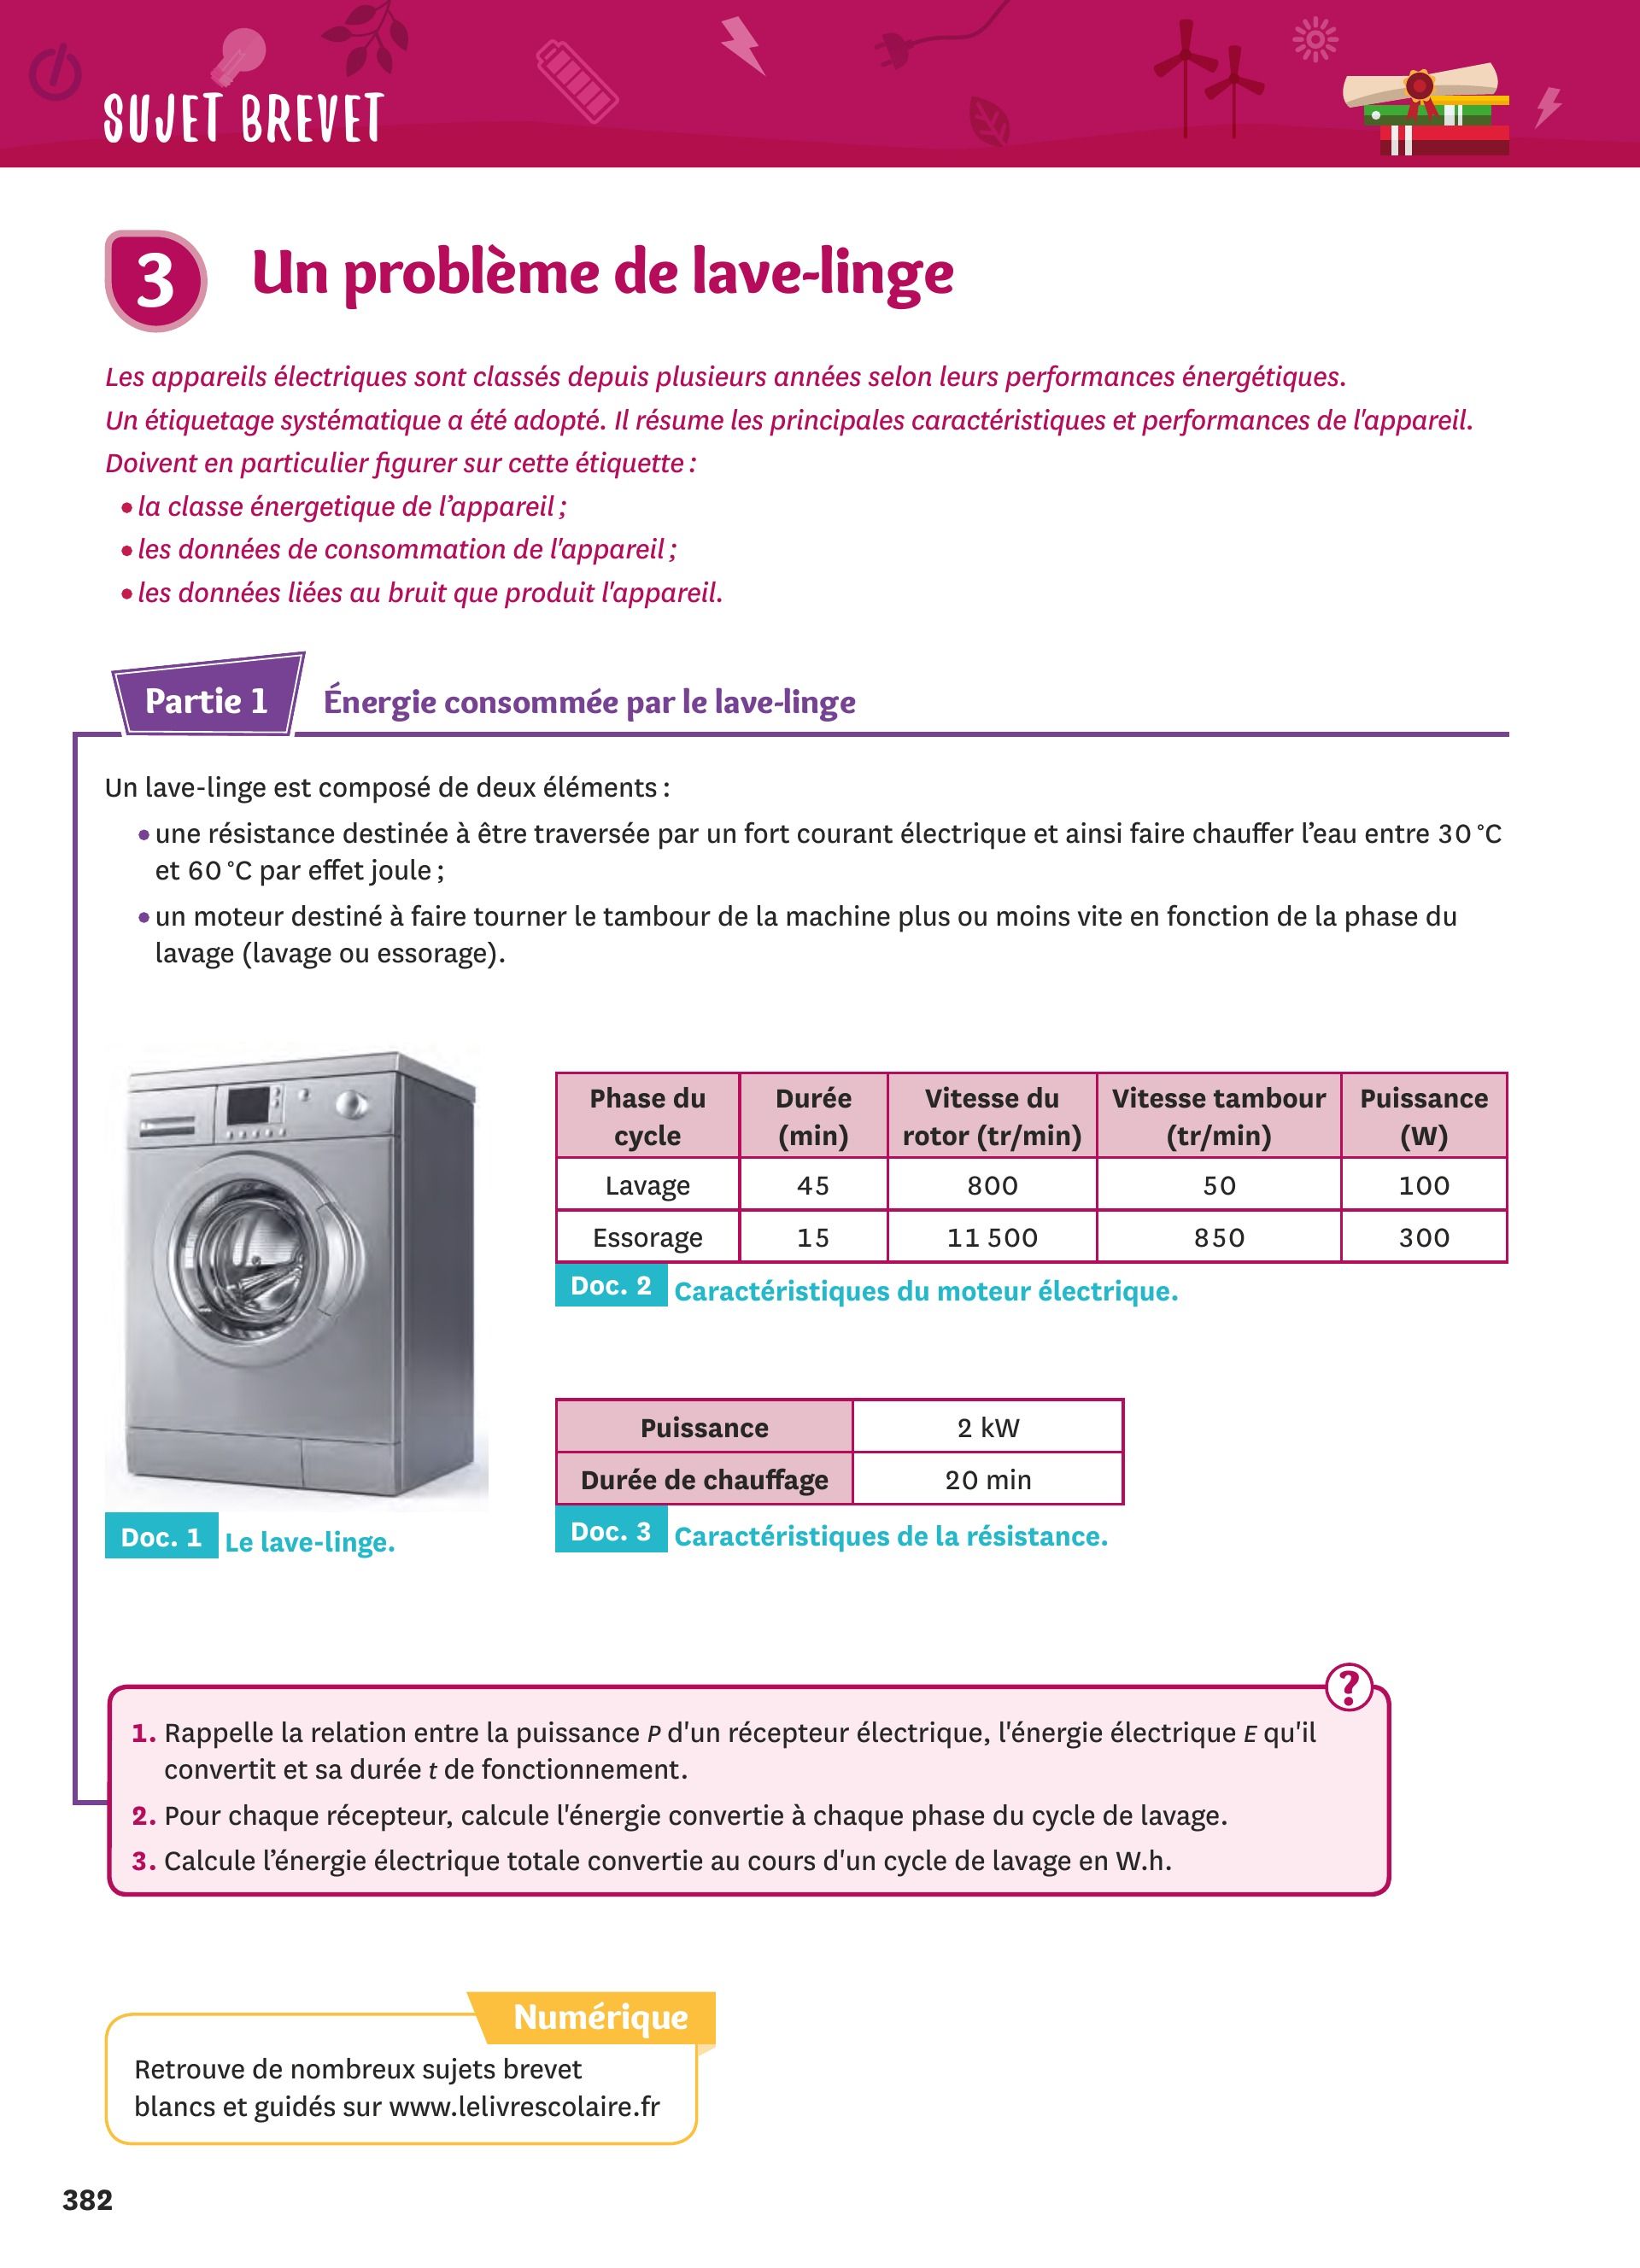 SUJET BREVET
3 Un problème de lave-linge
Les appareils électriques sont classés depuis plusieurs années selon leurs performances énergétiques.
Un étiquetage systématique a été adopté. Il résume les principales caractéristiques et performances de l'appareil.
Doivent en particulier figurer sur cette étiquette :
• la classe énergetique de l’appareil ;
• les données de consommation de l'appareil ;
• les données liées au bruit que produit l'appareil.
Partie 1 Énergie consommée par le lave-linge
Un lave-linge est composé de deux éléments :
• une résistance destinée à être traversée par un fort courant électrique et ainsi faire chauffer l’eau entre 30 °C
et 60 °C par effet joule ;
• un moteur destiné à faire tourner le tambour de la machine plus ou moins vite en fonction de la phase du
lavage (lavage ou essorage).
Phase du cycle Durée (min) Vitesse du rotor (tr/min) Vitesse tambour (tr/min) Puissance (W)
Lavage 45 800 50 100
Essorage 15 11 500 850 300
Doc. 2 Caractéristiques du moteur électrique.
Puissance 2 kW
Durée de chauffage 20 min
Doc. 3 Caractéristiques de la résistance.
Doc. 1 Le lave-linge.
?
1. Rappelle la relation entre la puissance P d'un récepteur électrique, l'énergie électrique E qu'il
convertit et sa durée t de fonctionnement.
2. Pour chaque récepteur, calcule l'énergie convertie à chaque phase du cycle de lavage.
3. Calcule l’énergie électrique totale convertie au cours d'un cycle de lavage en W.h.
Numérique
Retrouve de nombreux sujets brevet
blancs et guidés sur www.lelivrescolaire.fr
382